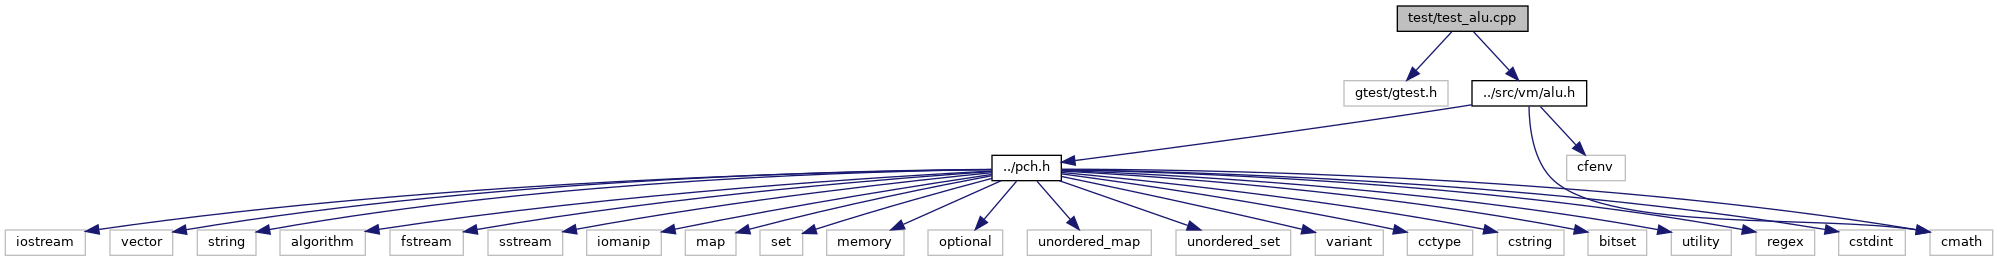 test/test_alu.cpp
gtest/gtest.h
../src/vm/alu.h
../pch.h
cfenv
iostream
vector
string
algorithm
fstream
sstream
iomanip
map
set
memory
optional
unordered_map
unordered_set
variant
cctype
cstring
bitset
utility
regex
cstdint
cmath